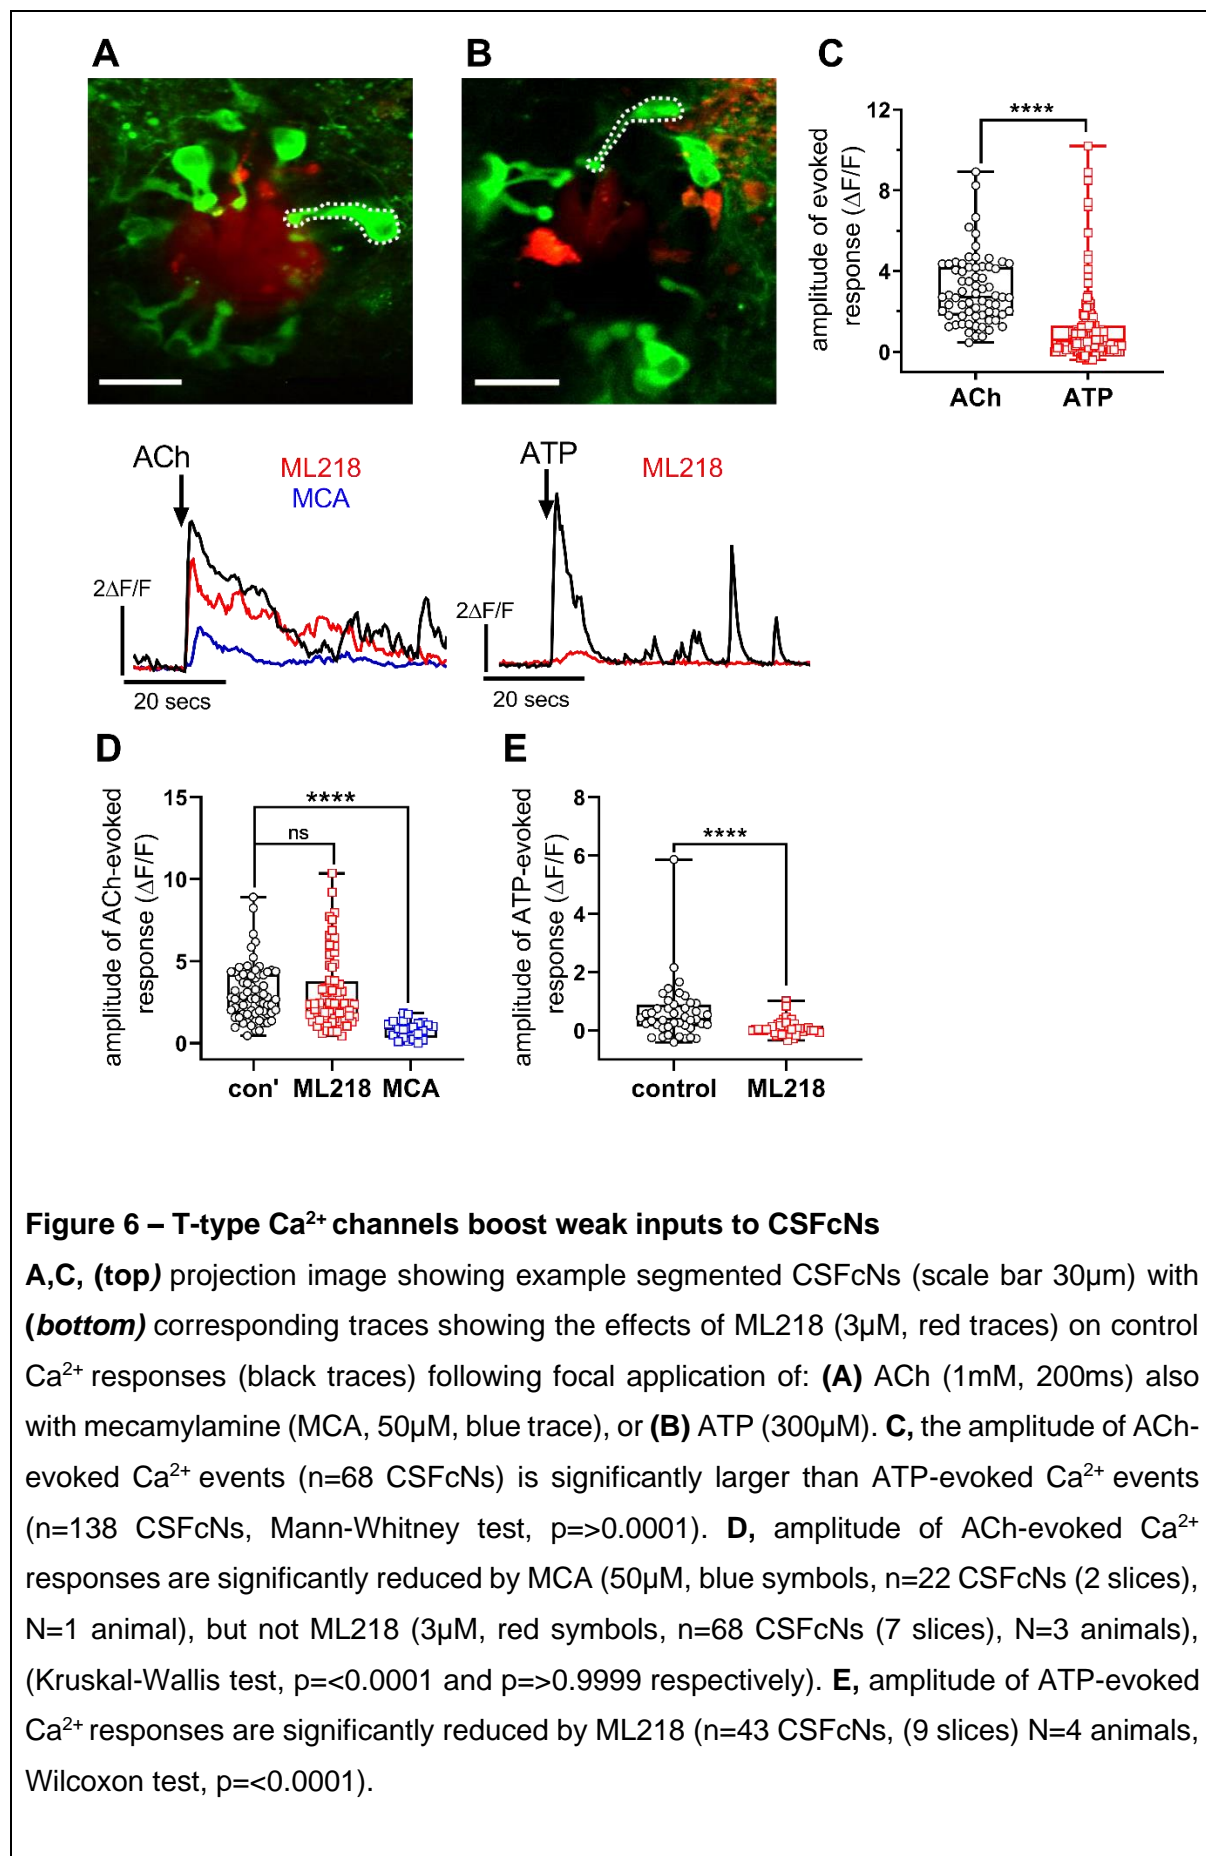 A
B
C
12
8
4
0
amplitude of evoked
response (ΔF/F)
****
ACh
ATP
ACh
ML218
MCA
2ΔF/F
20 secs
ATP
ML218
2ΔF/F
20 secs
D
15
10
5
0
amplitude of ACh-evoked
response (ΔF/F)
****
ns
con'
ML218
MCA
E
8
6
4
2
0
amplitude of ATP-evoked
response (ΔF/F)
****
control
ML218
Figure 6 – T-type Ca²⁺ channels boost weak inputs to CSFcNs
A,C, (top) projection image showing example segmented CSFcNs (scale bar 30µm) with
(bottom) corresponding traces showing the effects of ML218 (3µM, red traces) on control
Ca²⁺ responses (black traces) following focal application of: (A) ACh (1mM, 200ms) also
with mecamylamine (MCA, 50µM, blue trace), or (B) ATP (300µM). C, the amplitude of ACh-
evoked Ca²⁺ events (n=68 CSFcNs) is significantly larger than ATP-evoked Ca²⁺ events
(n=138 CSFcNs, Mann-Whitney test, p=>0.0001). D, amplitude of ACh-evoked Ca²⁺
responses are significantly reduced by MCA (50µM, blue symbols, n=22 CSFcNs (2 slices),
N=1 animal), but not ML218 (3µM, red symbols, n=68 CSFcNs (7 slices), N=3 animals),
(Kruskal-Wallis test, p=<0.0001 and p=>0.9999 respectively). E, amplitude of ATP-evoked
Ca²⁺ responses are significantly reduced by ML218 (n=43 CSFcNs, (9 slices) N=4 animals,
Wilcoxon test, p=<0.0001).